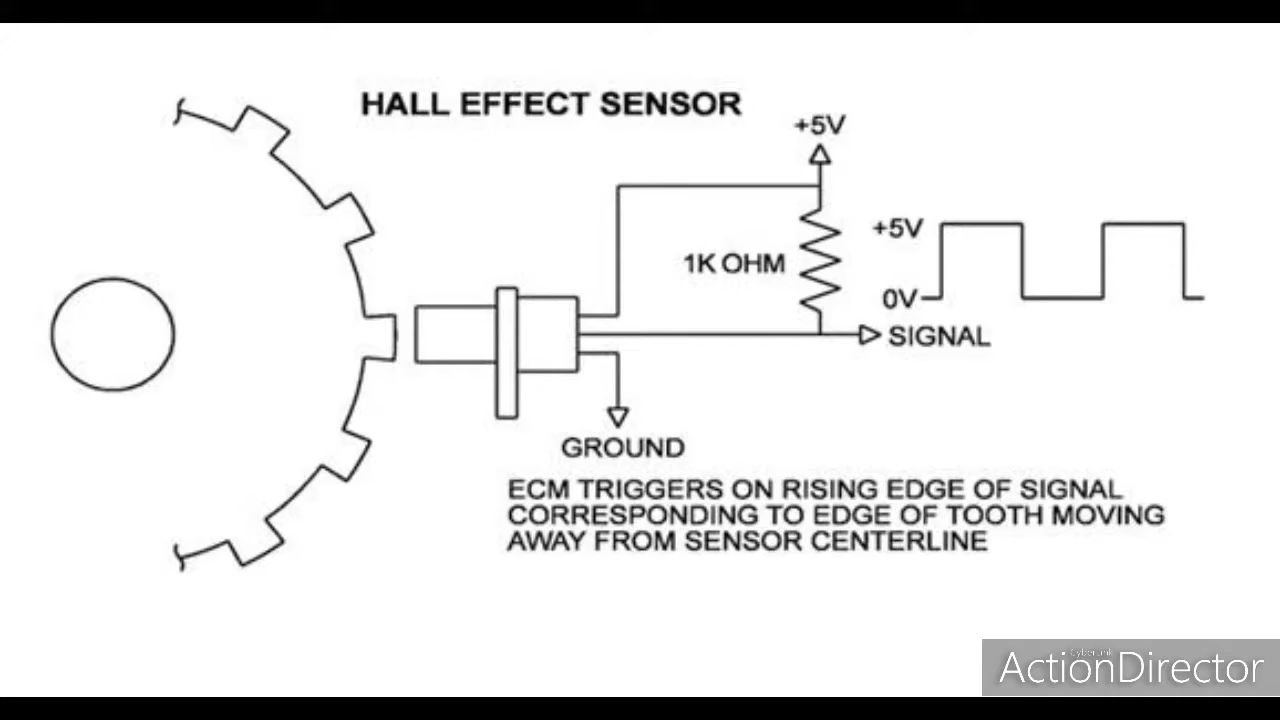 HALL EFFECT SENSOR
+5V
1K OHM
+5V
0V
SIGNAL
GROUND
ECM TRIGGERS ON RISING EDGE OF SIGNAL
CORRESPONDING TO EDGE OF TOOTH MOVING
AWAY FROM SENSOR CENTERLINE
CyberLink
ActionDirector